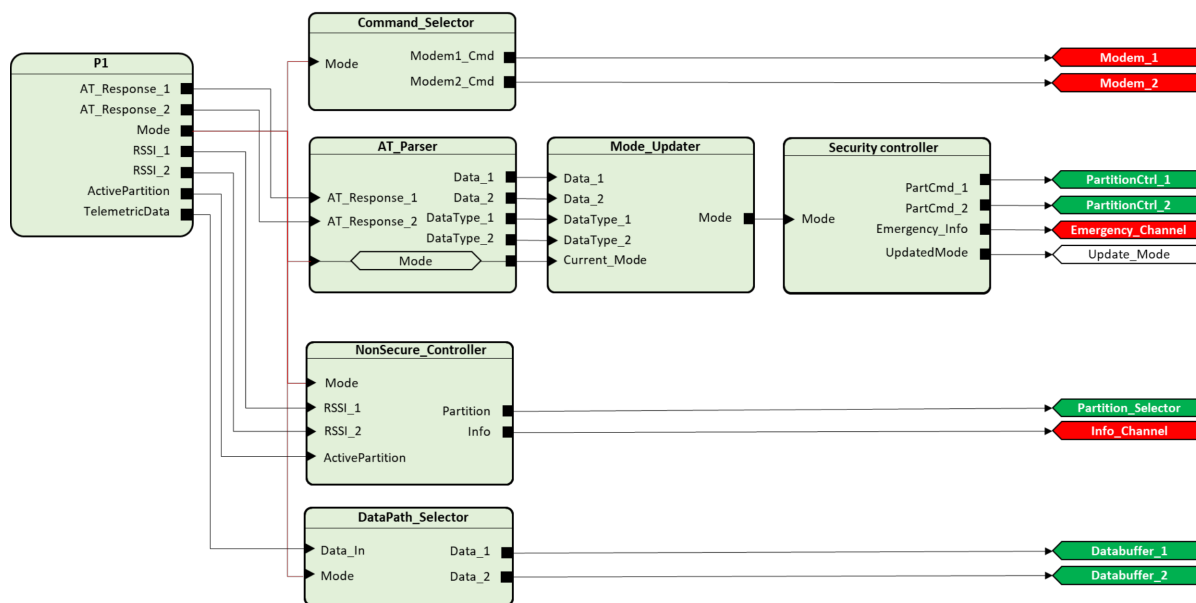 P1
AT_Response_1
AT_Response_2
Mode
RSSI_1
RSSI_2
ActivePartition
TelemetricData
Command_Selector
Mode
Modem1_Cmd
Modem2_Cmd
Modem_1
Modem_2
AT_Parser
AT_Response_1
AT_Response_2
Data_1
Data_2
DataType_1
DataType_2
Mode
Mode_Updater
Data_1
Data_2
DataType_1
DataType_2
Current_Mode
Mode
Security controller
Mode
PartCmd_1
PartCmd_2
Emergency_Info
UpdatedMode
PartitionCtrl_1
PartitionCtrl_2
Emergency_Channel
Update_Mode
NonSecure_Controller
Mode
RSSI_1
RSSI_2
ActivePartition
Partition
Info
Partition_Selector
Info_Channel
DataPath_Selector
Data_In
Mode
Data_1
Data_2
Databuffer_1
Databuffer_2